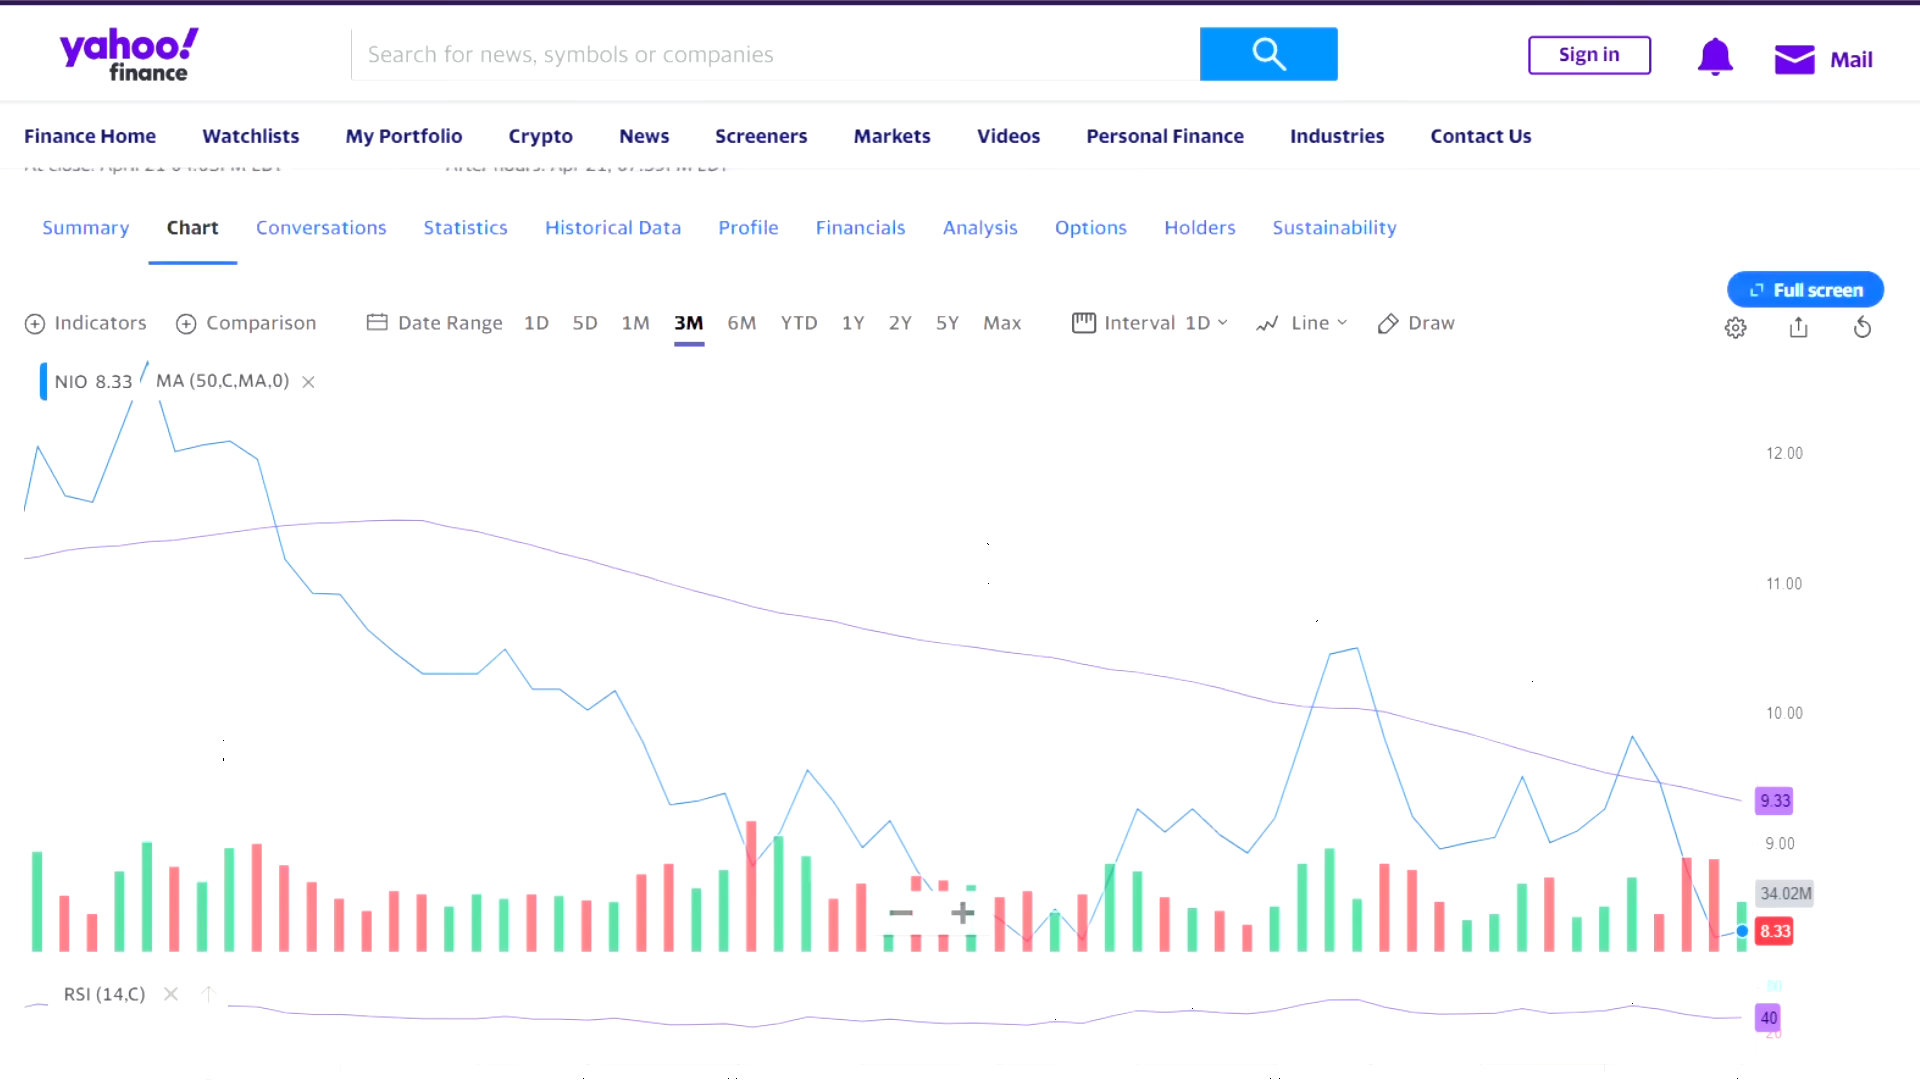 yahoo!
finance
Search for news, symbols or companies
Sign in
Mail
Finance Home Watchlists My Portfolio Crypto News Screeners Markets Videos Personal Finance Industries Contact Us
Summary Chart Conversations Statistics Historical Data Profile Financials Analysis Options Holders Sustainability
Full screen
Indicators Comparison Date Range 1D 5D 1M 3M 6M YTD 1Y 2Y 5Y Max Interval 1D Line Draw
NIO 8.33 MA (50,C,MA,0)
12.00
11.00
10.00
9.33
9.00
34.02M
8.33
RSI (14,C)
80
40
20